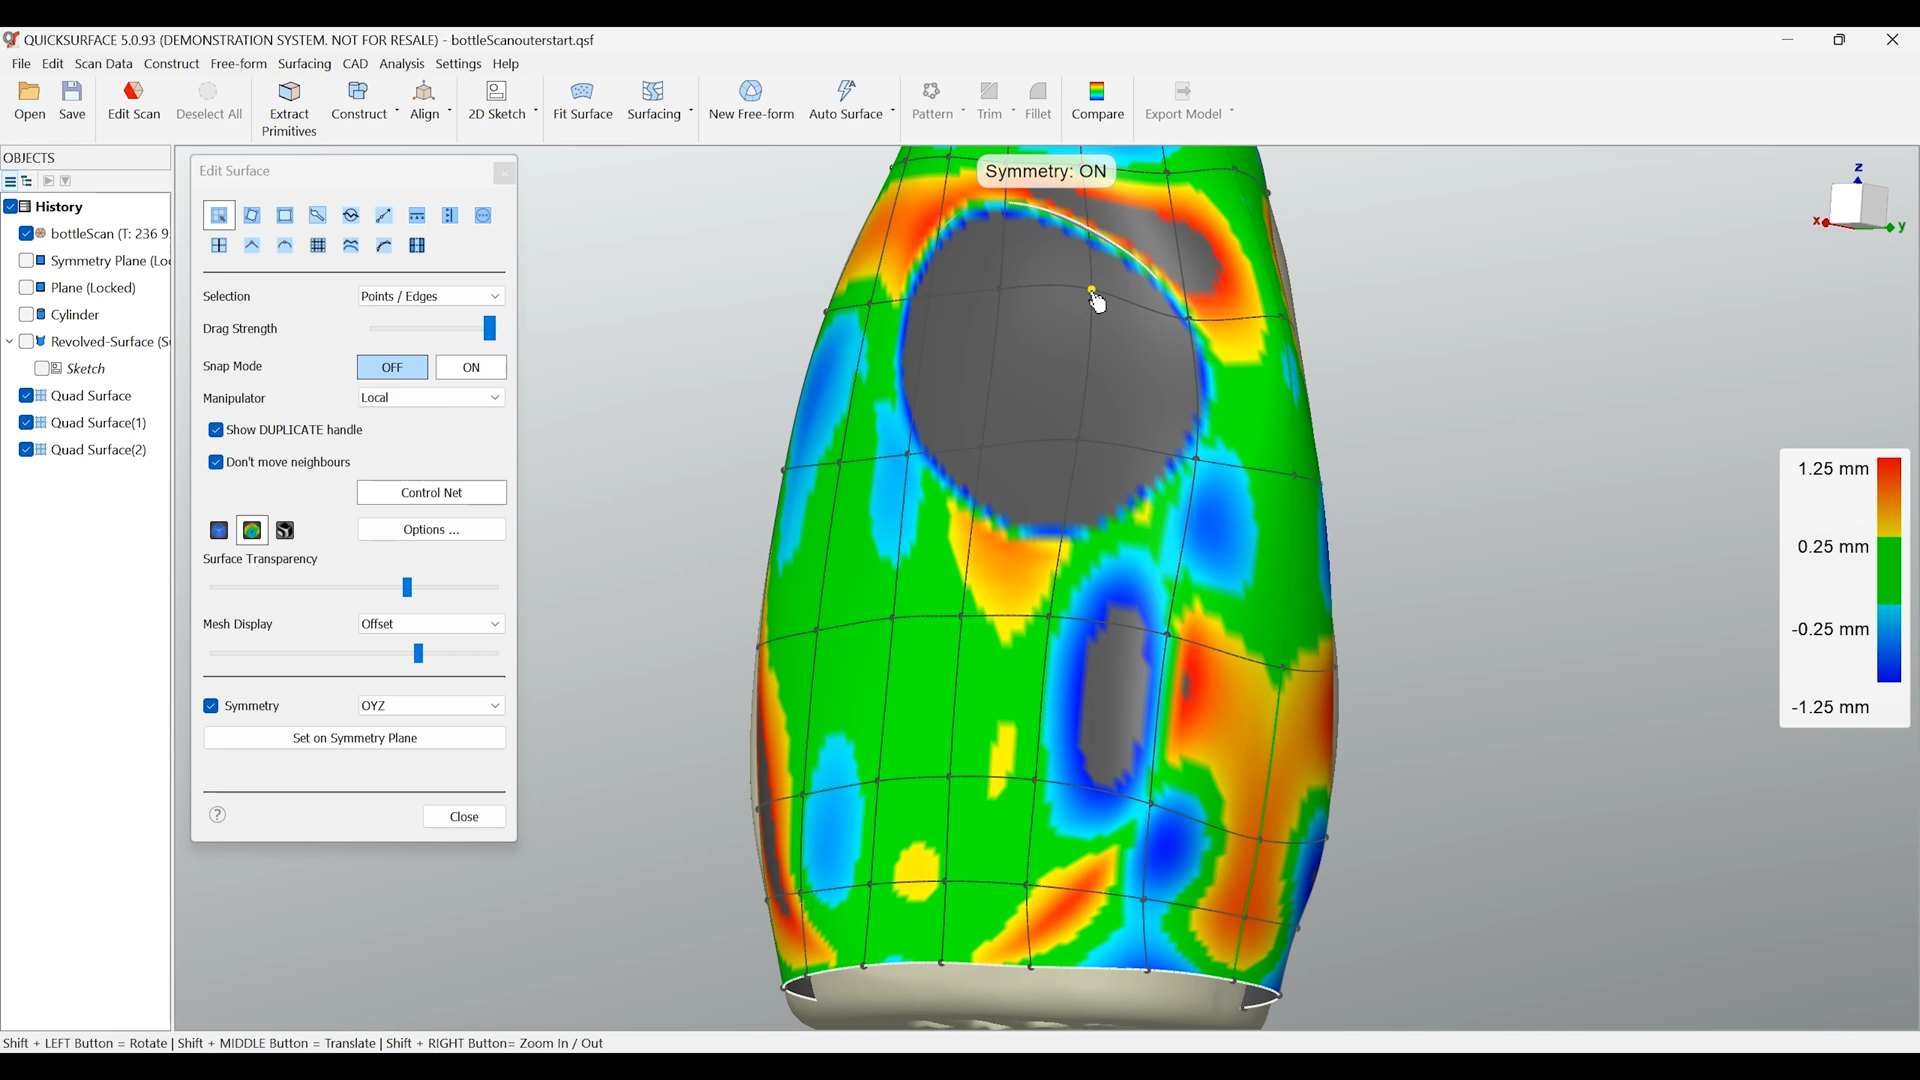 QUICKSURFACE 5.0.93 (DEMONSTRATION SYSTEM. NOT FOR RESALE) - bottleScanouterstart.qsf
File Edit Scan Data Construct Free-form Surfacing CAD Analysis Settings Help
Open Save Edit Scan Deselect All Extract Primitives Construct Align 2D Sketch Fit Surface Surfacing New Free-form Auto Surface Pattern Trim Fillet Compare Export Model
OBJECTS
History
bottleScan (T: 236 9
Symmetry Plane (Lo
Plane (Locked)
Cylinder
Revolved-Surface (S
Sketch
Quad Surface
Quad Surface(1)
Quad Surface(2)
Edit Surface
Selection Points / Edges
Drag Strength
Snap Mode OFF ON
Manipulator Local
Show DUPLICATE handle
Don't move neighbours
Control Net
Options ...
Surface Transparency
Mesh Display Offset
Symmetry OYZ
Set on Symmetry Plane
? Close
Symmetry: ON
z
x y
1.25 mm
0.25 mm
-0.25 mm
-1.25 mm
Shift + LEFT Button = Rotate | Shift + MIDDLE Button = Translate | Shift + RIGHT Button= Zoom In / Out